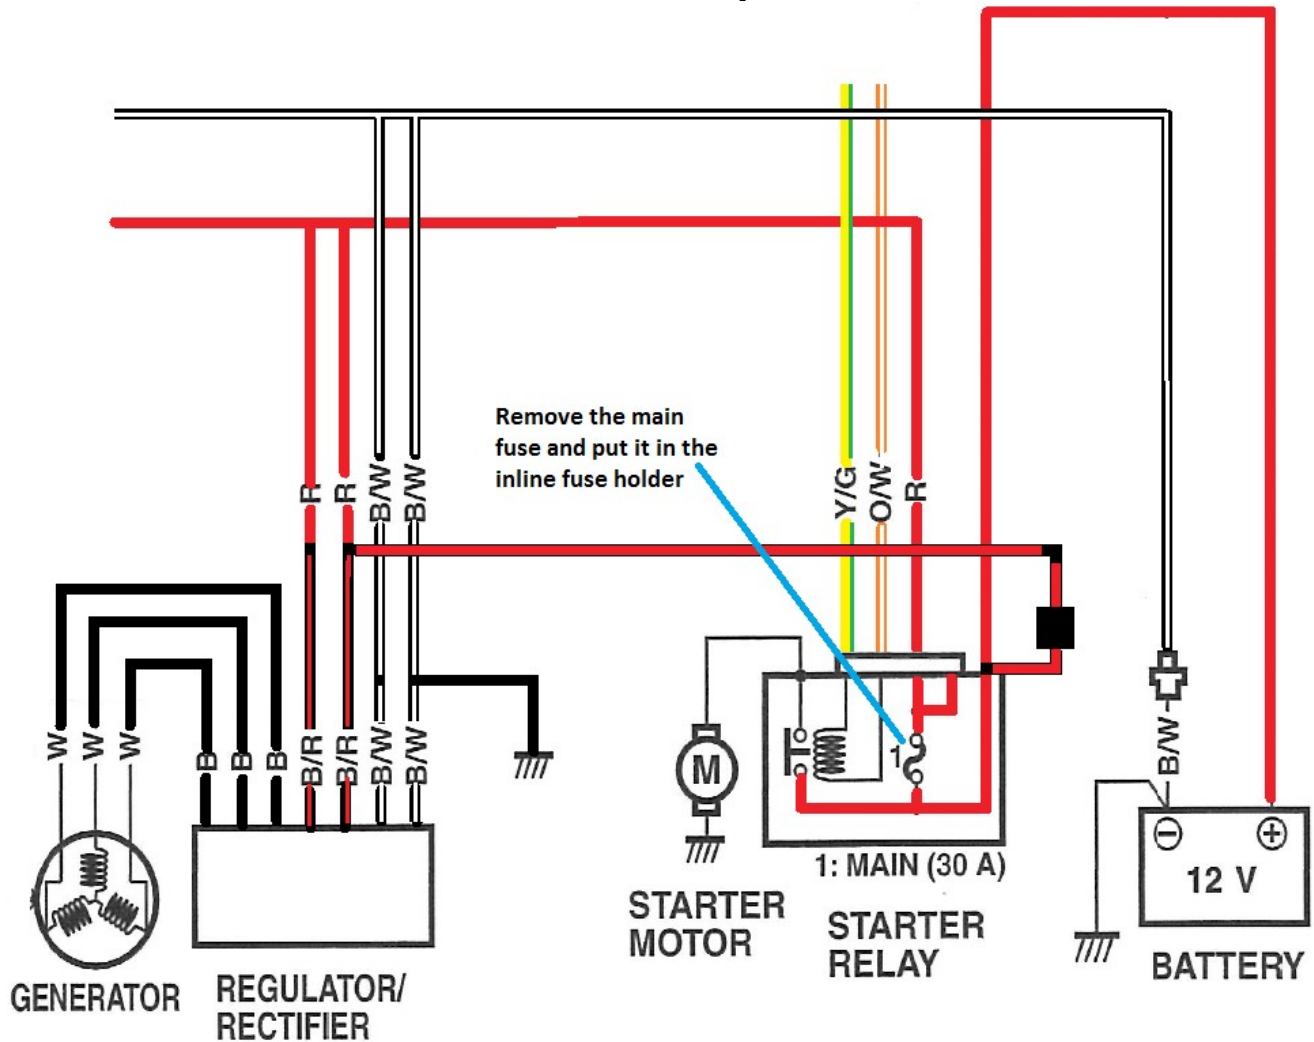 Remove the main
fuse and put it in the
inline fuse holder
R
R
B/W
B/W
Y/G
O/W
R
W
W
W
B
B
B
B/R
B/R
B/W
B/W
B/W
M
1
1: MAIN (30 A)
12 V
GENERATOR
REGULATOR/
RECTIFIER
STARTER
MOTOR
STARTER
RELAY
BATTERY